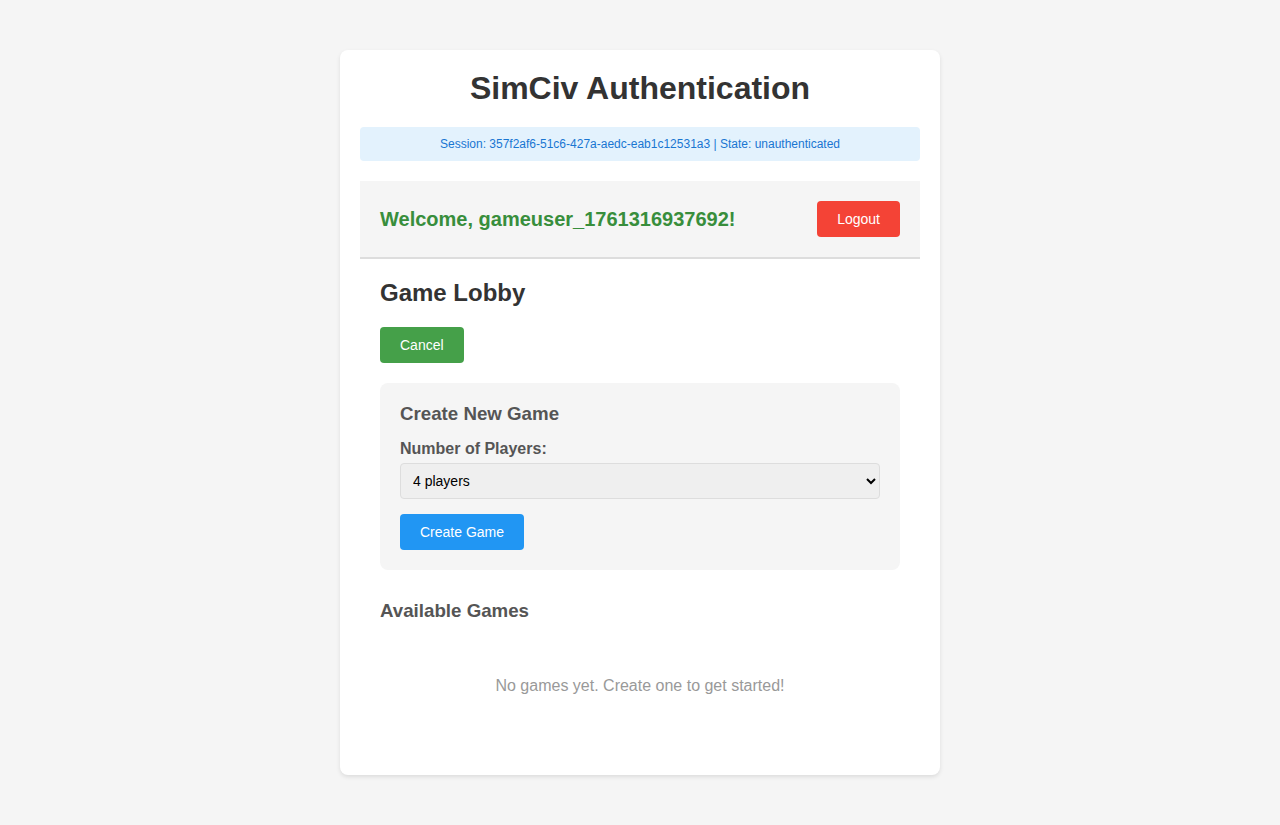 SimCiv Authentication
Session: 357f2af6-51c6-427a-aedc-eab1c12531a3 | State: unauthenticated
Welcome, gameuser_1761316937692!
Logout
Game Lobby
Cancel
Create New Game
Number of Players:
4 players
Create Game
Available Games
No games yet. Create one to get started!